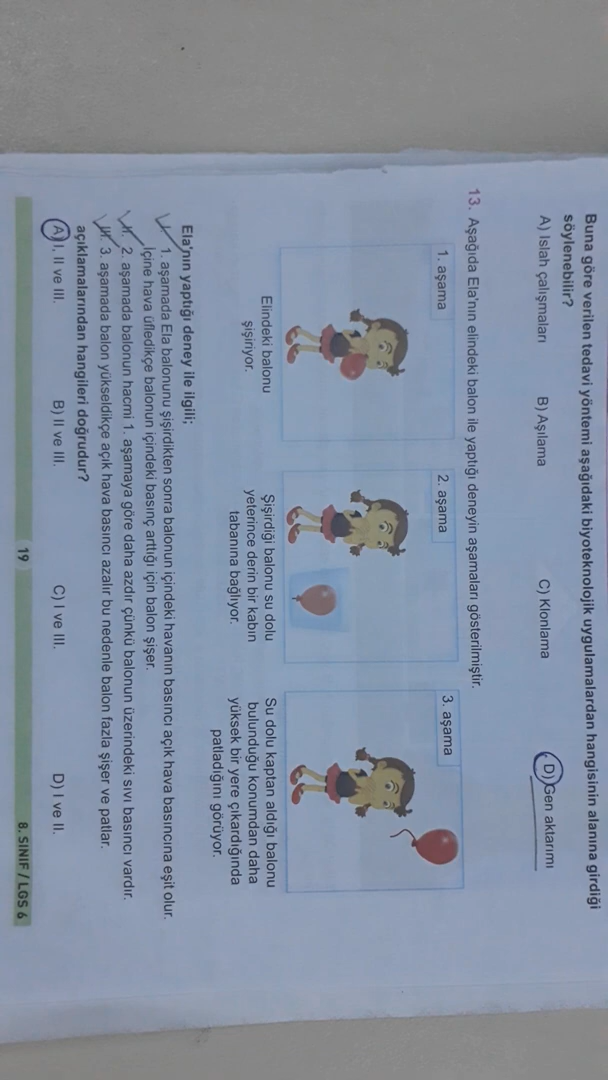 Buna göre verilen tedavi yöntemi aşağıdaki biyoteknolojik uygulamalardan hangisinin alanına girdiği
söylenebilir?
A) Islah çalışmaları B) Aşılama C) Klonlama D) Gen aktarımı
13. Aşağıda Ela'nın elindeki balon ile yaptığı deneyin aşamaları gösterilmiştir.
1. aşama
Elindeki balonu
şişiriyor.
2. aşama
Şişirdiği balonu su dolu
yeterince derin bir kabın
tabanına bağlıyor.
3. aşama
Su dolu kaptan aldığı balonu
bulunduğu konumdan daha
yüksek bir yere çıkardığında
patladığını görüyor.
Ela'nın yaptığı deney ile ilgili;
I. 1. aşamada Ela balonunu şişirdikten sonra balonun içindeki havanın basıncı açık hava basıncına eşit olur.
İçine hava üfledikçe balonun içindeki basınç arttığı için balon şişer.
II. 2. aşamada balonun hacmi 1. aşamaya göre daha azdır çünkü balonun üzerindeki sıvı basıncı vardır.
III. 3. aşamada balon yükseldikçe açık hava basıncı azalır bu nedenle balon fazla şişer ve patlar.
açıklamalarından hangileri doğrudur?
A) I, II ve III. B) II ve III. C) I ve III. D) I ve II.
19
8. SINIF / LGS 6